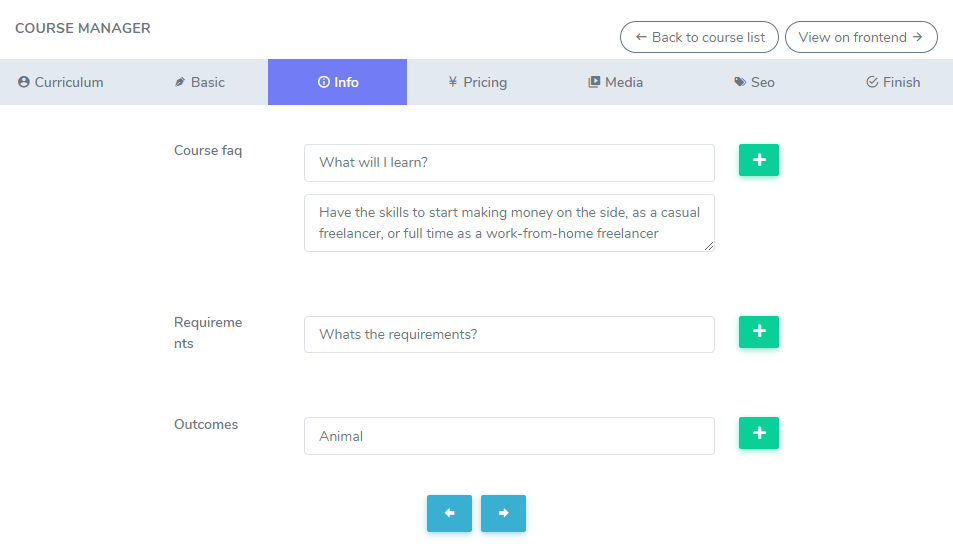 COURSE MANAGER
← Back to course list
View on frontend →
Curriculum
Basic
Info
¥ Pricing
Media
Seo
Finish
Course faq
What will I learn?
Have the skills to start making money on the side, as a casual
freelancer, or full time as a work-from-home freelancer
Requireme
nts
Whats the requirements?
Outcomes
Animal